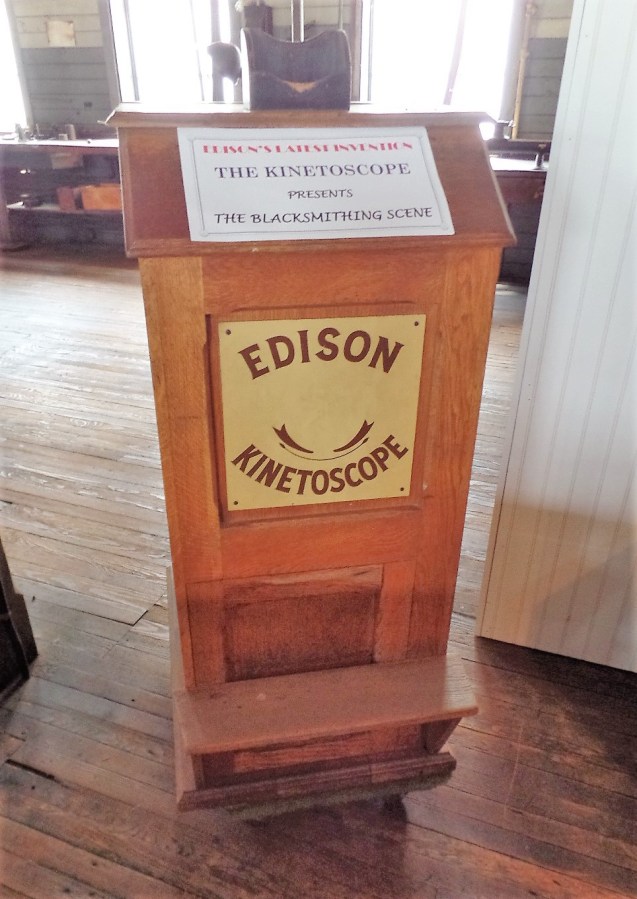 EDISON'S LATEST INVENTION
THE KINETOSCOPE
PRESENTS
THE BLACKSMITHING SCENE
EDISON
KINETOSCOPE